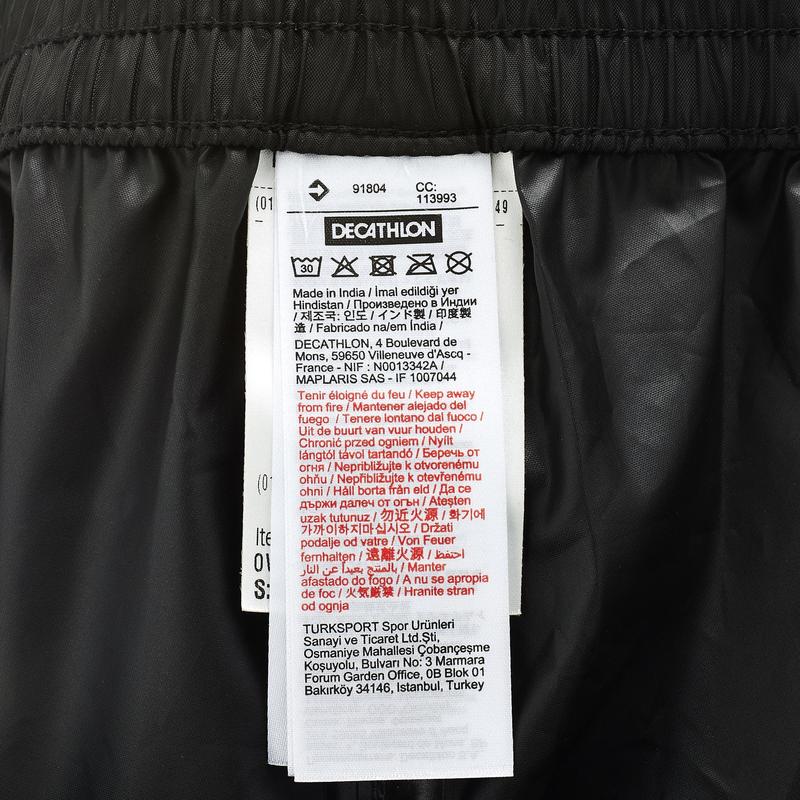 91804 CC:
113993
(01
49
DECATHLON
30
Made in India / İmal edildiği yer
Hindistan / Произведено в Индии
/ 제조국: 인도 / インド製 / 印度製
造 / Fabricado na/em Índia /
DECATHLON, 4 Boulevard de
Mons, 59650 Villeneuve d'Ascq -
France - NIF : N0013342A /
MAPLARIS SAS - IF 1007044
Tenir éloigné du feu / Keep away
from fire / Mantener alejado del
fuego / Tenere lontano dal fuoco /
Uit de buurt van vuur houden /
Chronić przed ogniem / Nyílt
lángtól távol tartandó / Беречь от
огня / Nepribližujte k otvorenému
ohňu / Nepřibližujte k otevřenému
ohni / Håll borta från eld / Да се
държи далеч от огън / Ateşten
uzak tutunuz / 勿近火源 / 화기에
가까이하지마십시오 / Držati
podalje od vatre / Von Feuer
fernhalten / 遠離火源 / احتفظ
بالمنتج بعيداً عن النار / Manter
afastado do fogo / A nu se apropia
de foc / 火気厳禁 / Hranite stran
od ognja
TURKSPORT Spor Urünleri
Sanayi ve Ticaret Ltd.Şti,
Osmaniye Mahallesi Çobançeşme
Koşuyolu, Bulvarı No: 3 Marmara
Forum Garden Office, 0B Blok 01
Bakırköy 34146, Istanbul, Turkey
(01
Ite
S: